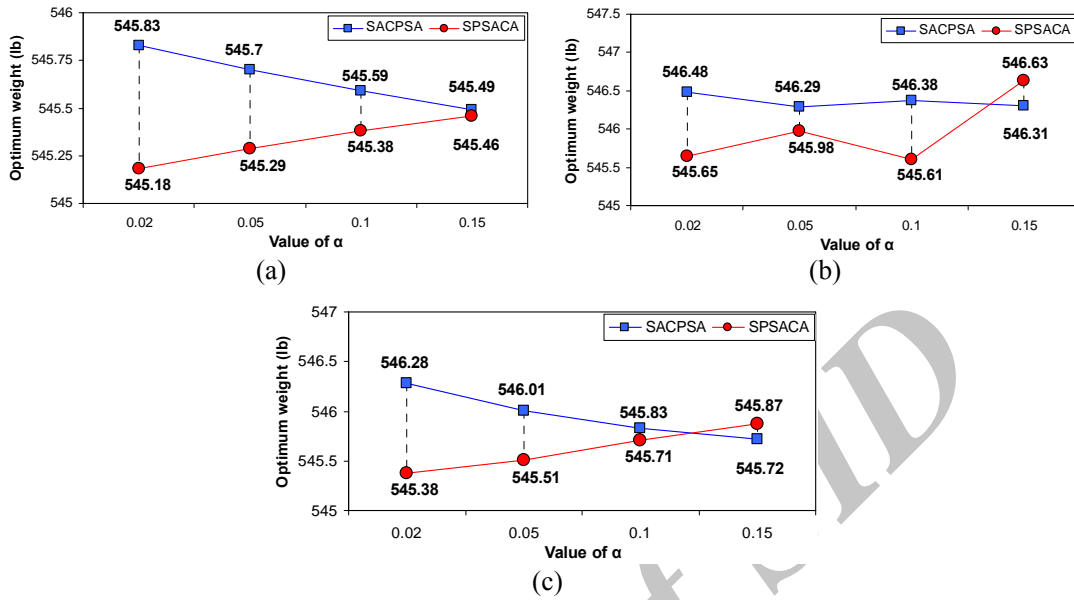 546
545.75
545.5
545.25
545
Optimum weight (lb)
SACPSA SPSACA
545.83
545.7
545.59
545.49
545.18
545.29
545.38
545.46
0.02 0.05 0.1 0.15
Value of α
(a)
547.5
547
546.5
546
545.5
545
Optimum weight (lb)
SACPSA SPSACA
546.48
546.29
546.38
546.63
545.65
545.98
545.61
546.31
0.02 0.05 0.1 0.15
Value of α
(b)
547
546.5
546
545.5
545
Optimum weight (lb)
SACPSA SPSACA
546.28
546.01
545.83
545.87
545.38
545.51
545.71
545.72
0.02 0.05 0.1 0.15
Value of α
(c)